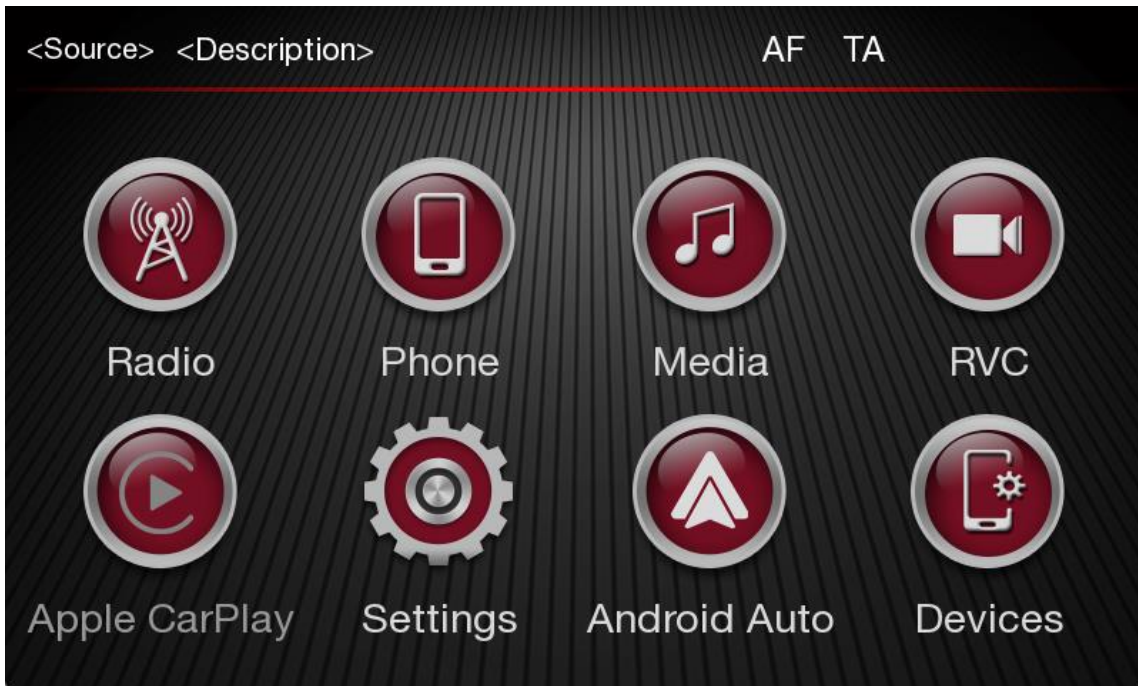 <Source> <Description> AF TA
Radio Phone Media RVC
Apple CarPlay Settings Android Auto Devices